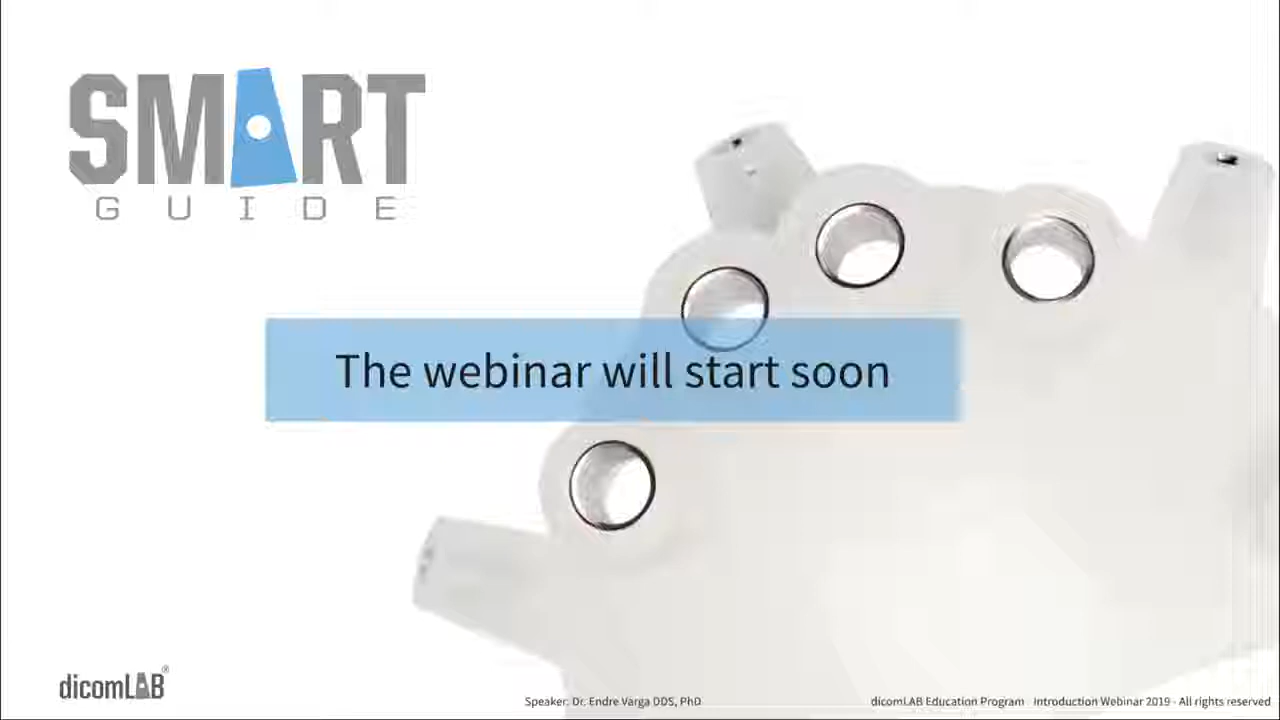 SMART
GUIDE
The webinar will start soon
dicomLAB®
Speaker: Dr. Endre Varga DDS, PhD
dicomLAB Education Program Introduction Webinar 2019 - All rights reserved